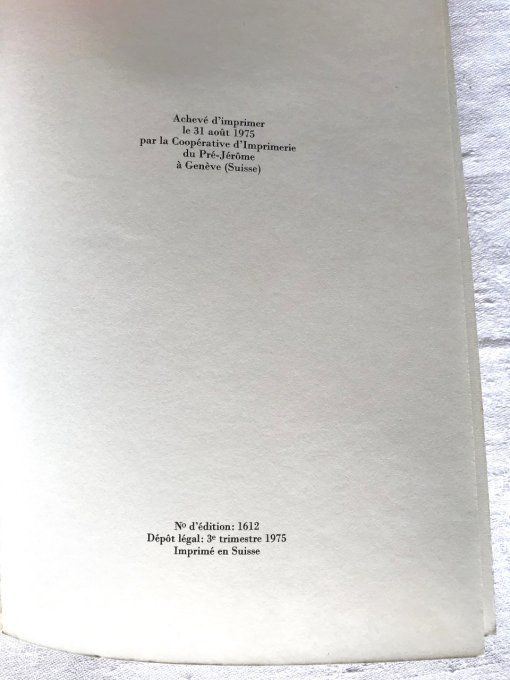 Achevé d'imprimer
le 31 août 1975
par la Coopérative d'Imprimerie
du Pré-Jérôme
à Genève (Suisse)
Nº d'édition: 1612
Dépôt légal: 3e trimestre 1975
Imprimé en Suisse